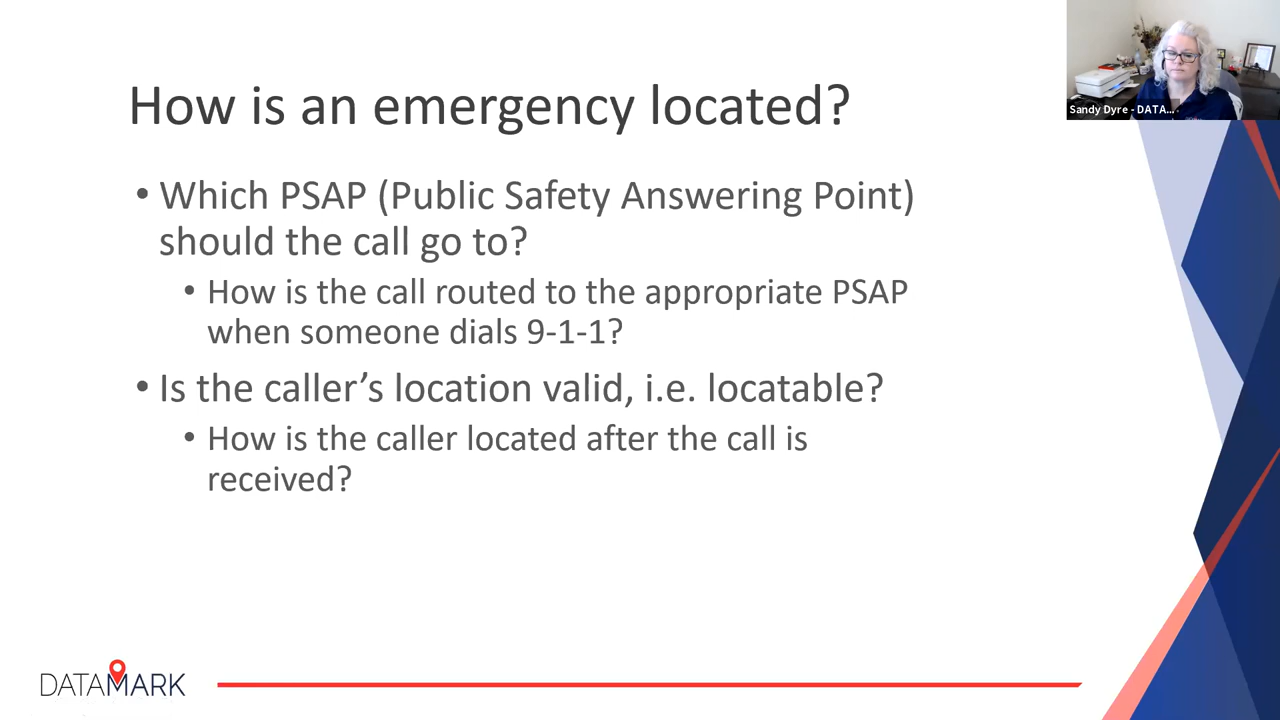 How is an emergency located?
Sandy Dyre - DATA...
• Which PSAP (Public Safety Answering Point)
should the call go to?
• How is the call routed to the appropriate PSAP
when someone dials 9-1-1?
• Is the caller’s location valid, i.e. locatable?
• How is the caller located after the call is
received?
DATAMARK